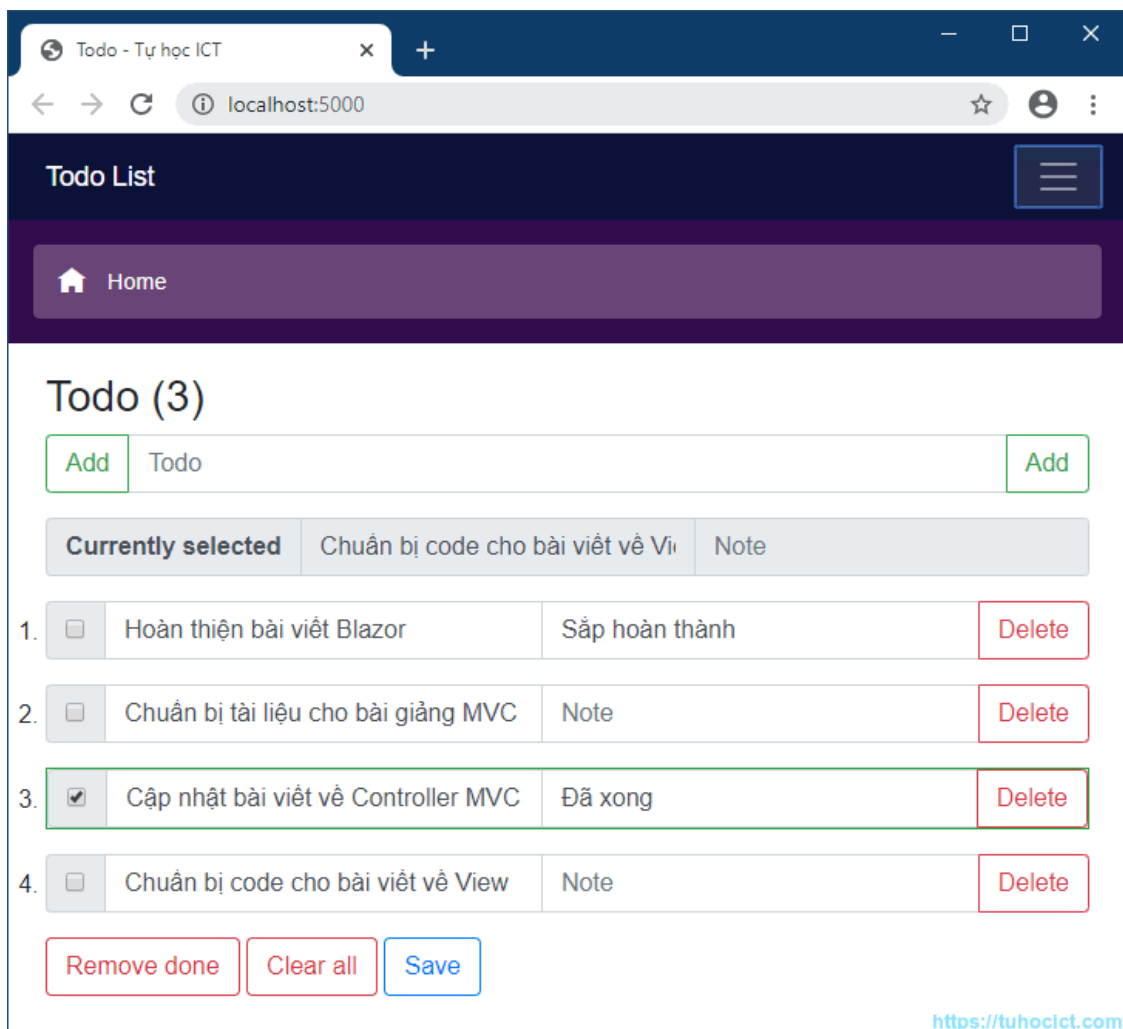 Todo - Tự học ICT
localhost:5000
Todo List
Home
Todo (3)
Add Todo Add
Currently selected Chuẩn bị code cho bài viết về Note
1. Hoàn thiện bài viết Blazor Sắp hoàn thành Delete
2. Chuẩn bị tài liệu cho bài giảng MVC Note Delete
3. Cập nhật bài viết về Controller MVC Đã xong Delete
4. Chuẩn bị code cho bài viết về View Note Delete
Remove done Clear all Save
https://tuhocict.com